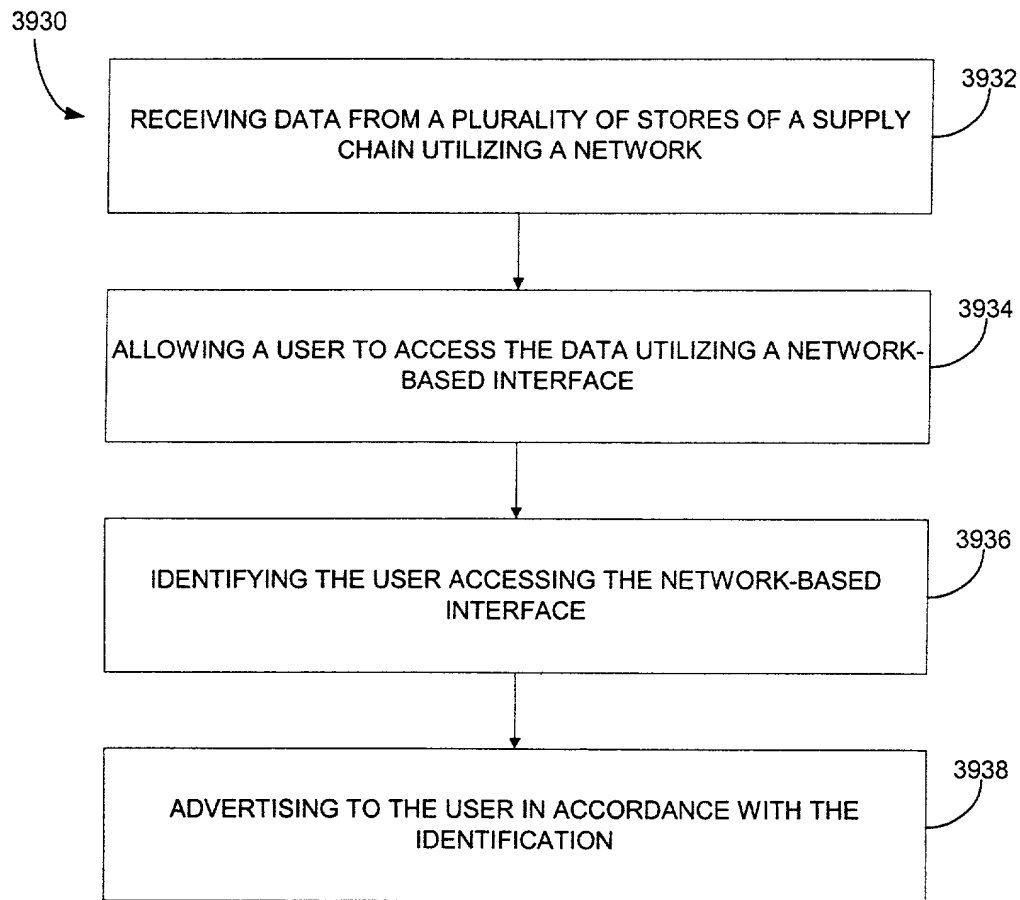 3930
3932
RECEIVING DATA FROM A PLURALITY OF STORES OF A SUPPLY
CHAIN UTILIZING A NETWORK
3934
ALLOWING A USER TO ACCESS THE DATA UTILIZING A NETWORK-
BASED INTERFACE
3936
IDENTIFYING THE USER ACCESSING THE NETWORK-BASED
INTERFACE
3938
ADVERTISING TO THE USER IN ACCORDANCE WITH THE
IDENTIFICATION